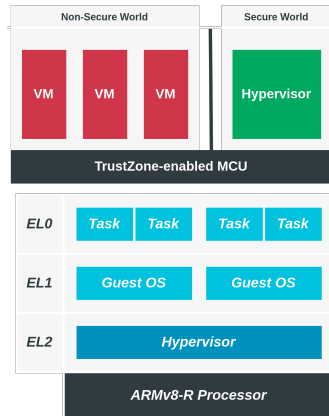 Non-Secure World
Secure World
VM VM VM
Hypervisor
TrustZone-enabled MCU
EL0 Task Task Task Task
EL1 Guest OS Guest OS
EL2 Hypervisor
ARMv8-R Processor